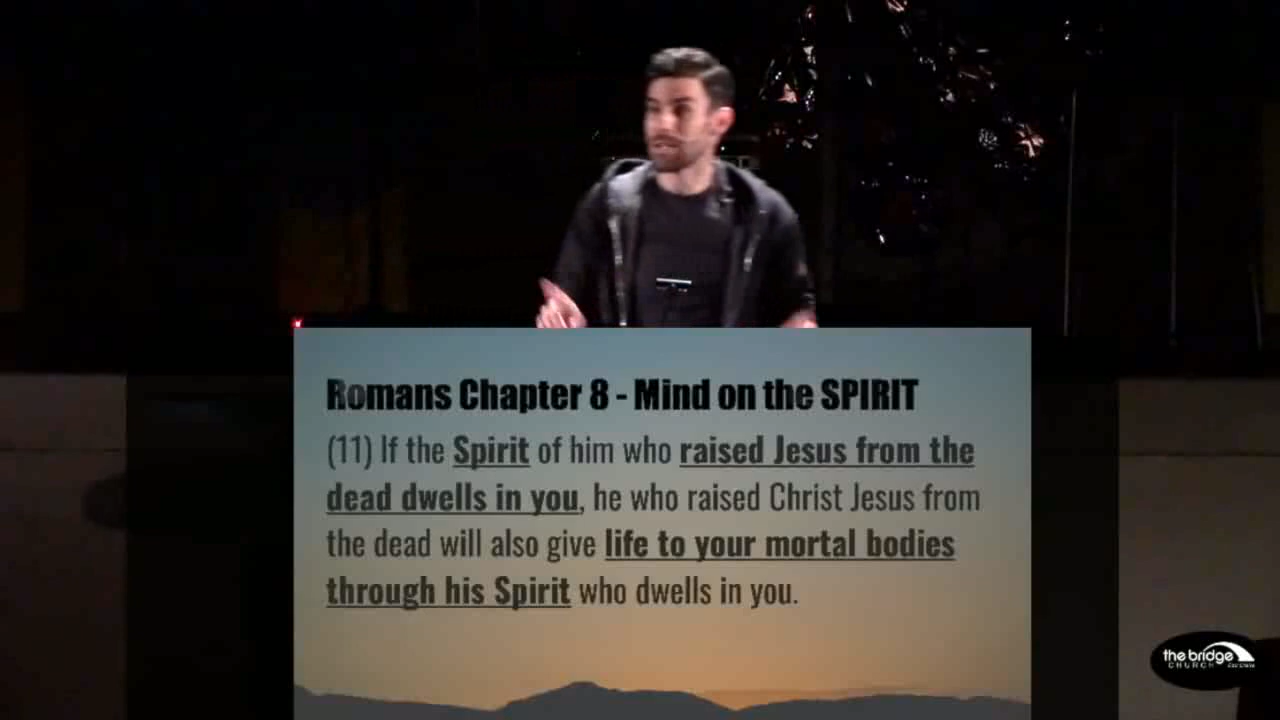 Romans Chapter 8 - Mind on the SPIRIT
(11) If the Spirit of him who raised Jesus from the
dead dwells in you, he who raised Christ Jesus from
the dead will also give life to your mortal bodies
through his Spirit who dwells in you.
the bridge
CHURCH